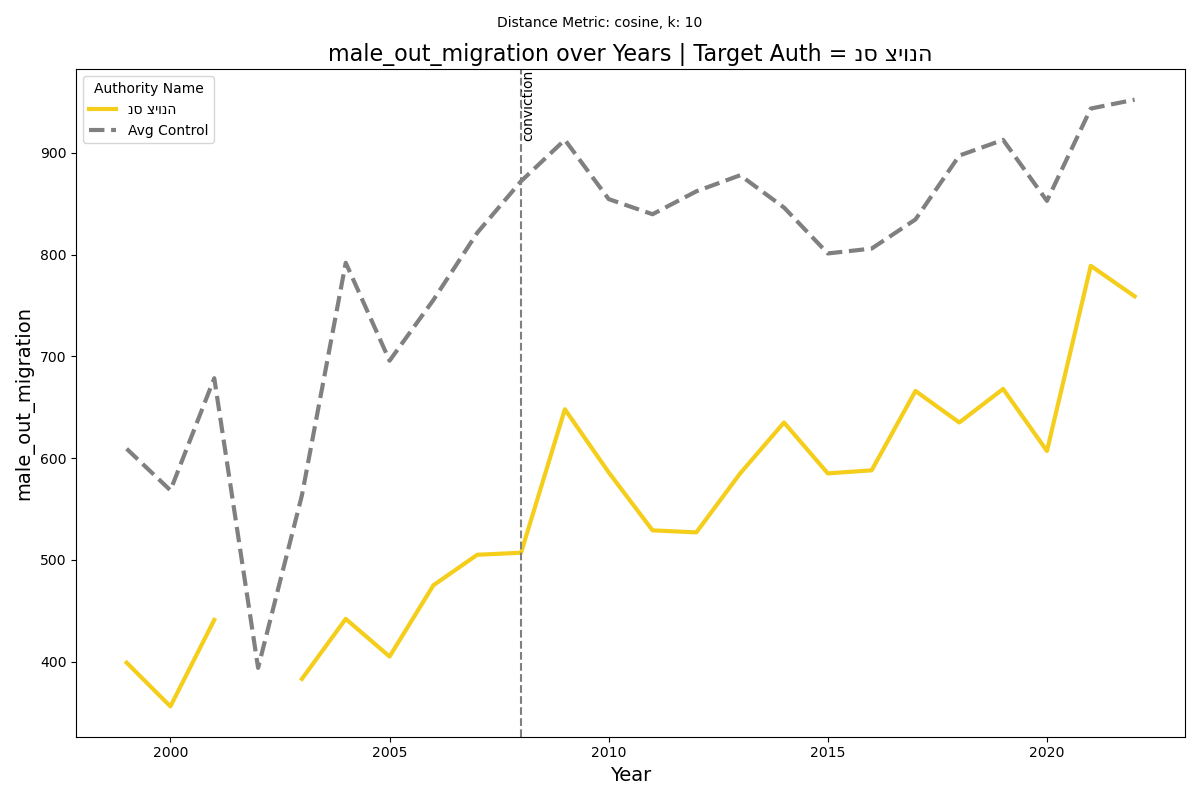 Distance Metric: cosine, k: 10
male_out_migration over Years | Target Auth = נס ציונה
Authority Name
נס ציונה
Avg Control
conviction
male_out_migration
900
800
700
600
500
400
2000
2005
2010
2015
2020
Year